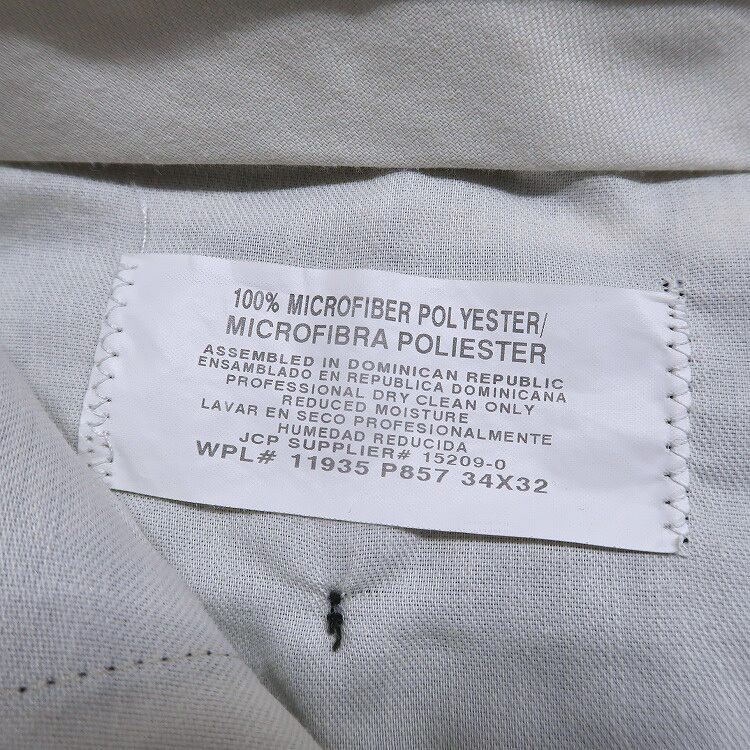 100% MICROFIBER POLYESTER/
MICROFIBRA POLIESTER
ASSEMBLED IN DOMINICAN REPUBLIC
ENSAMBLADO EN REPUBLICA DOMINICANA
PROFESSIONAL DRY CLEAN ONLY
REDUCED MOISTURE
LAVAR EN SECO PROFESIONALMENTE
HUMEDAD REDUCIDA
JCP SUPPLIER# 15209-0
WPL# 11935 P857 34X32